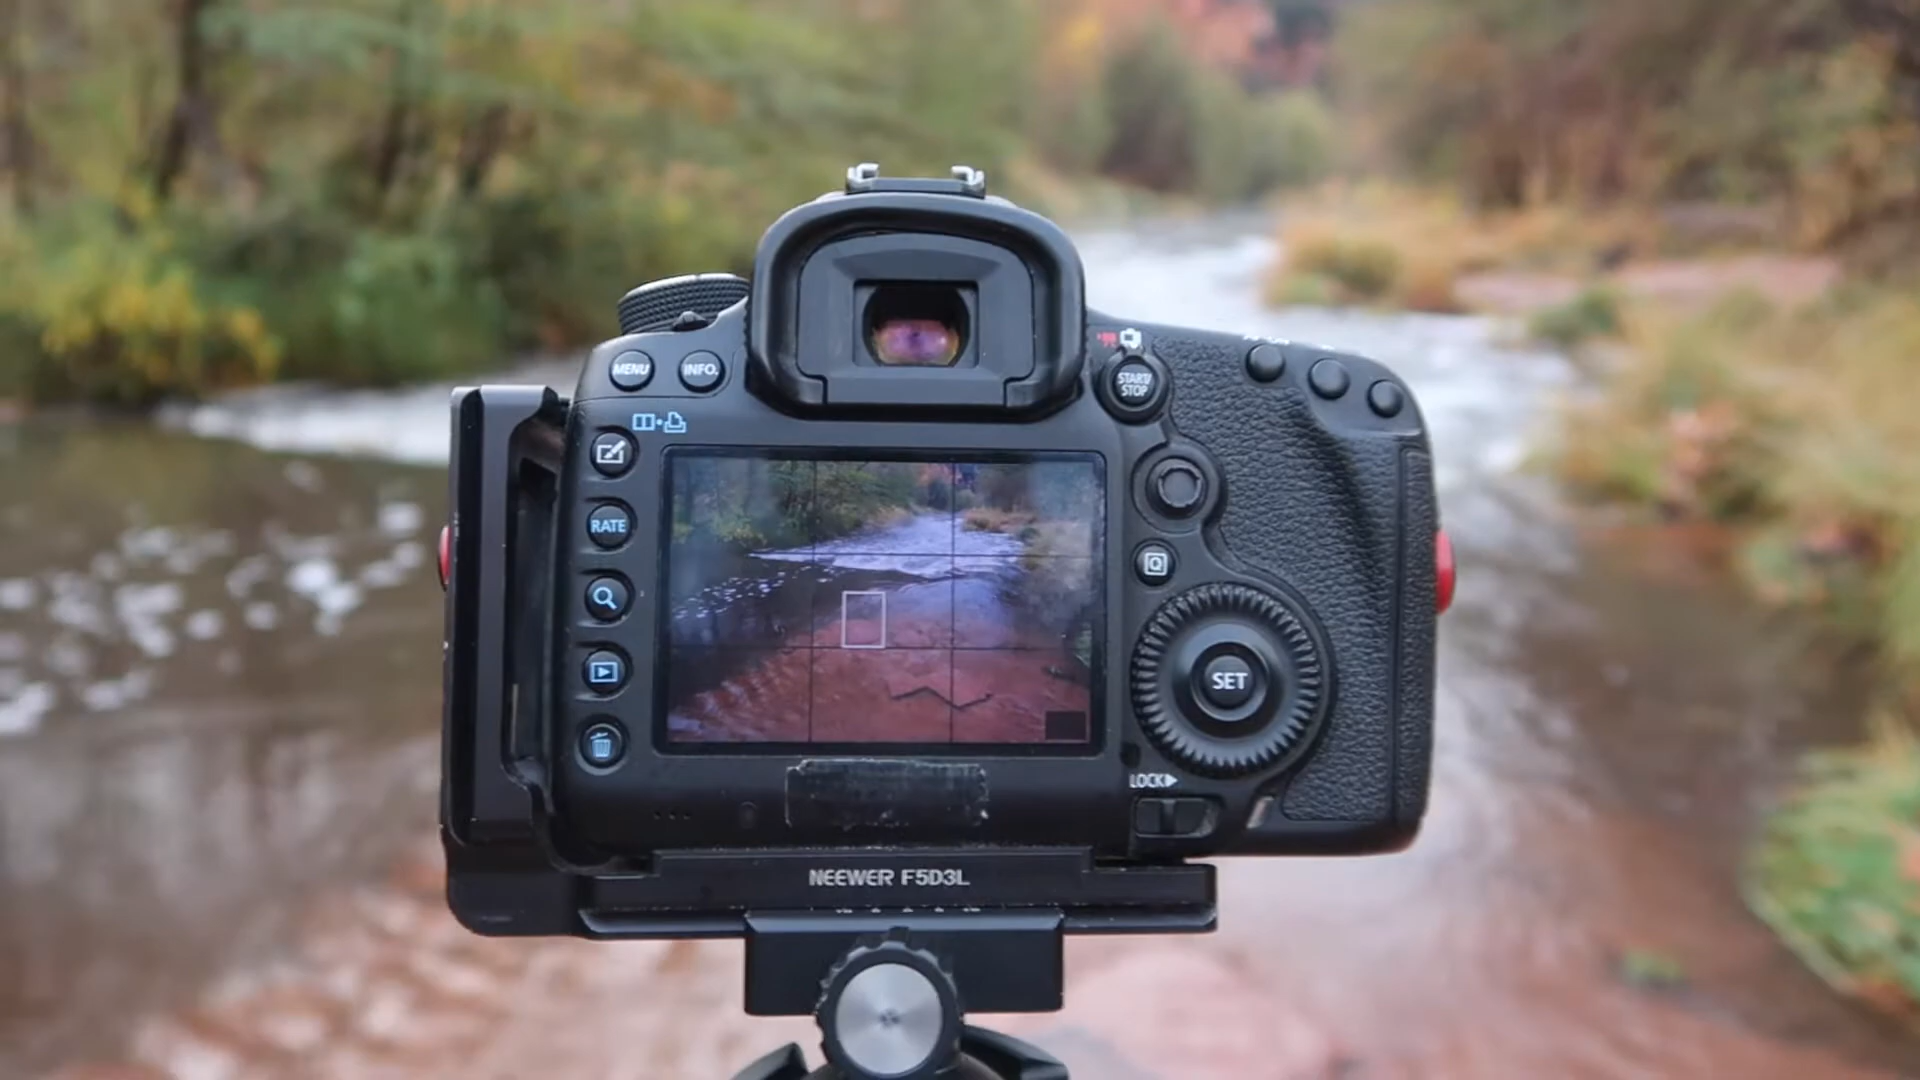 MENU
INFO.
START/
STOP
RATE
Q
SET
LOCK
NEEWER F5D3L